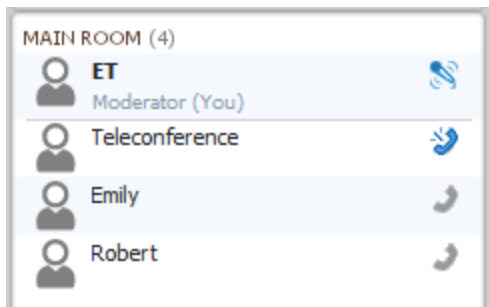 MAIN ROOM (4)
ET
Moderator (You)
Teleconference
Emily
Robert